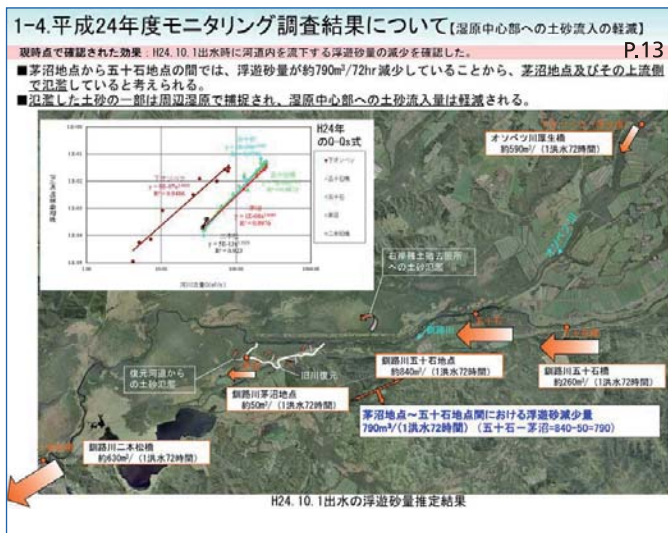 1-4.平成24年度モニタリング調査結果について【湿原中心部への土砂流入の軽減】
P.13
現時点で確認された効果：H24.10.1出水時に河道内を流下する浮遊砂量の減少を確認した。
■茅沼地点から五十石地点の間では、浮遊砂量が約790m³/72hr 減少していることから、茅沼地点及びその上流側
で氾濫していると考えられる。
■氾濫した土砂の一部は周辺湿原で捕捉され、湿原中心部への土砂流入量は軽減される。
H24年
のQ-Qs式
オソベツ川厚生橋
約590m³/（1洪水72時間）
オソベツ川
右岸残土撤去箇所
への土砂氾濫
釧路川
釧路川五十石地点
約840m³/（1洪水72時間）
釧路川五十石橋
約260m³/（1洪水72時間）
復元河道から
の土砂氾濫
旧川復元
釧路川茅沼地点
約50m³/（1洪水72時間）
茅沼地点～五十石地点間における浮遊砂減少量
790m³/（1洪水72時間）（五十石－茅沼=840-50=790）
釧路川二本松橋
約630m³/（1洪水72時間）
H24.10.1出水の浮遊砂量推定結果